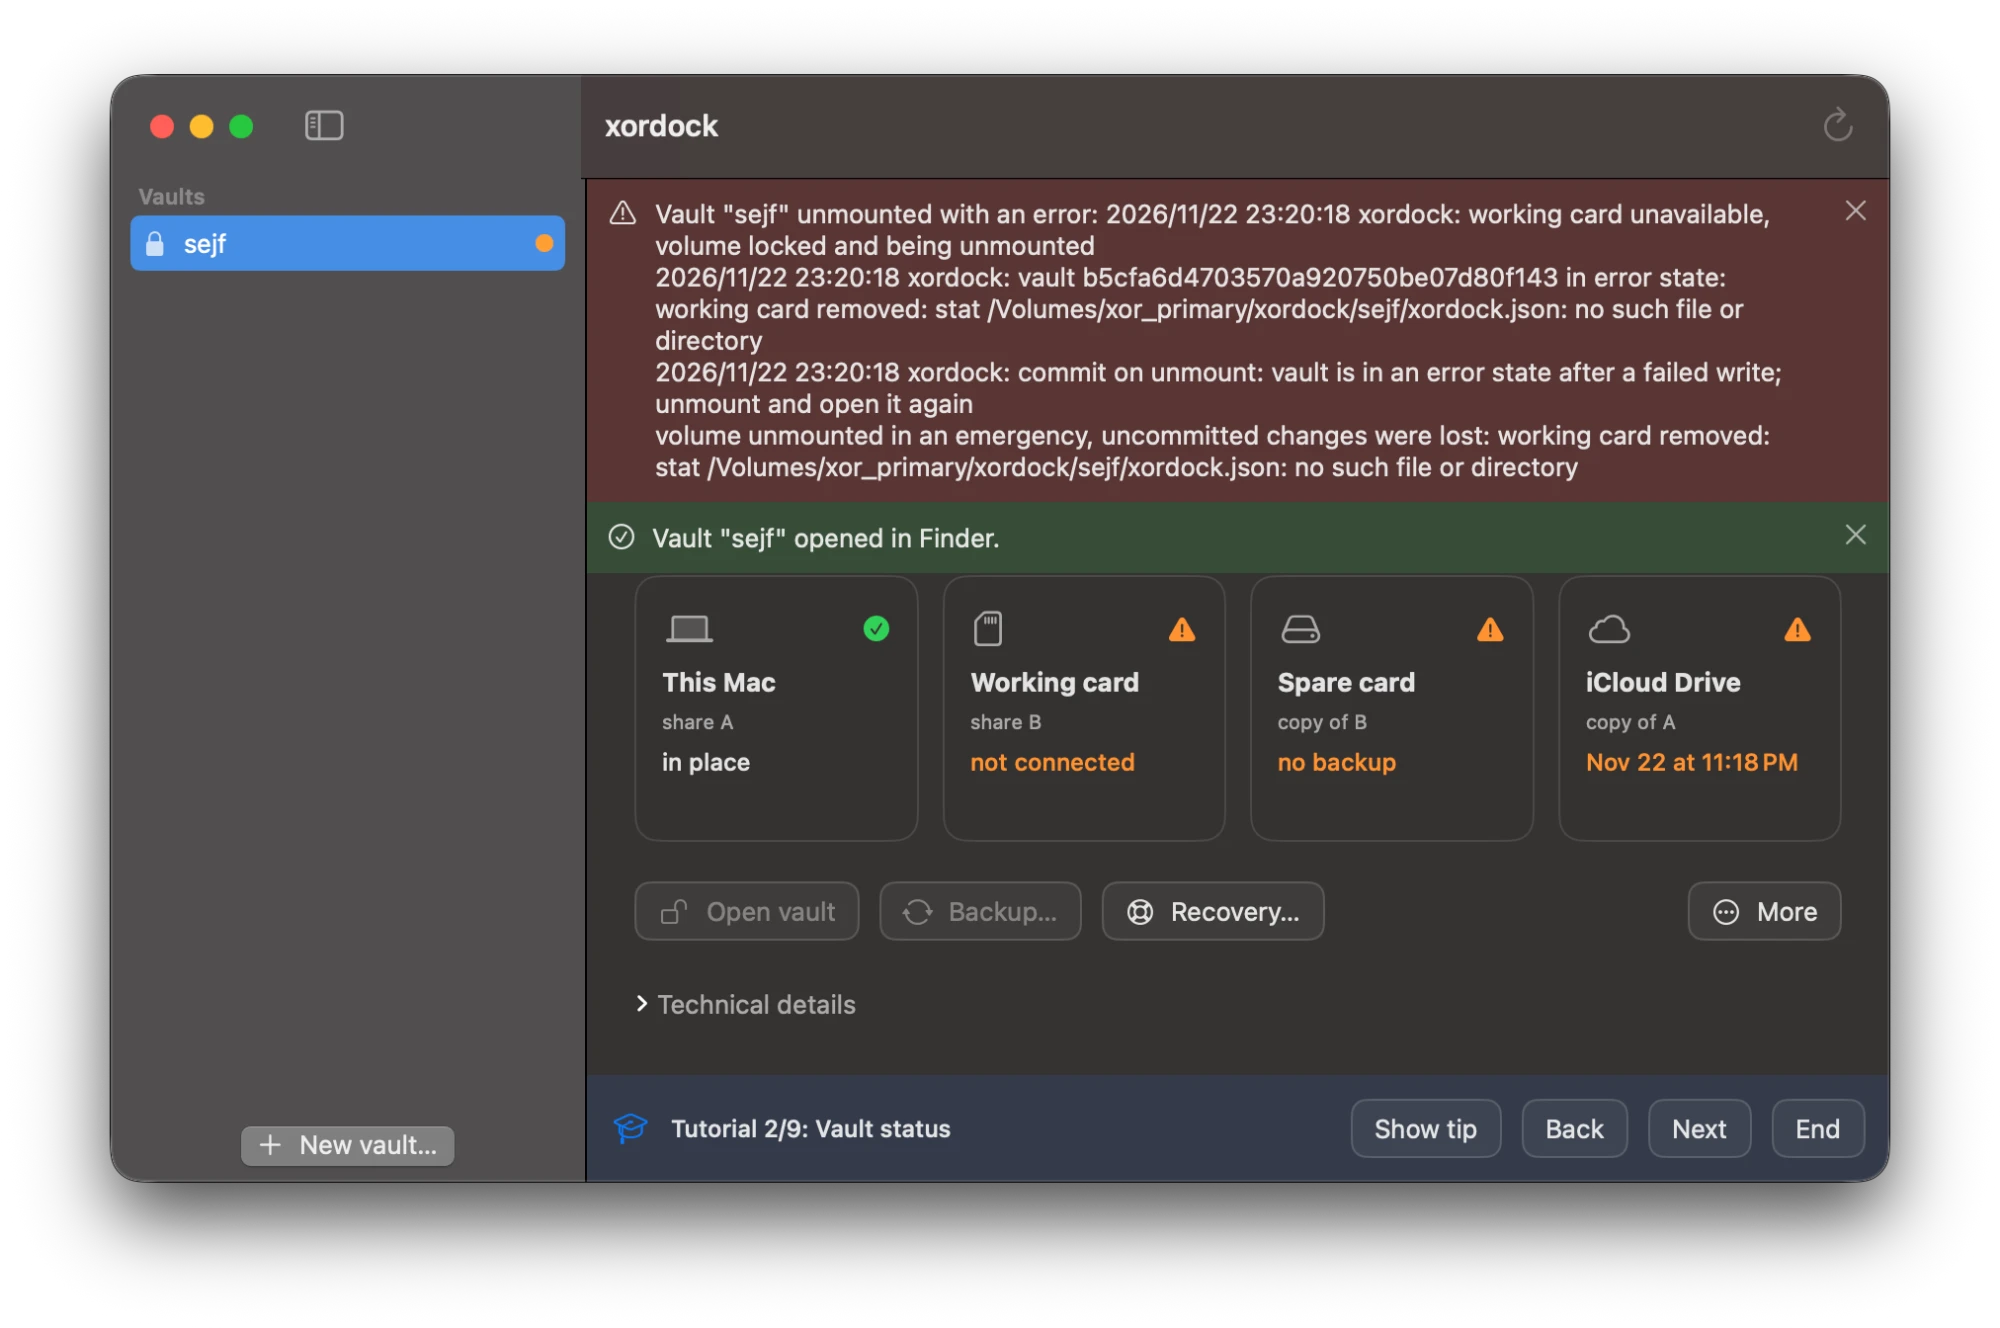 xordock
Vaults
sejf
Vault "sejf" unmounted with an error: 2026/11/22 23:20:18 xordock: working card unavailable,
volume locked and being unmounted
2026/11/22 23:20:18 xordock: vault b5cfa6d4703570a920750be07d80f143 in error state:
working card removed: stat /Volumes/xor_primary/xordock/sejf/xordock.json: no such file or
directory
2026/11/22 23:20:18 xordock: commit on unmount: vault is in an error state after a failed write;
unmount and open it again
volume unmounted in an emergency, uncommitted changes were lost: working card removed:
stat /Volumes/xor_primary/xordock/sejf/xordock.json: no such file or directory
Vault "sejf" opened in Finder.
This Mac
share A
in place
Working card
share B
not connected
Spare card
copy of B
no backup
iCloud Drive
copy of A
Nov 22 at 11:18 PM
Open vault
Backup...
Recovery...
More
Technical details
Tutorial 2/9: Vault status
Show tip
Back
Next
End
New vault...